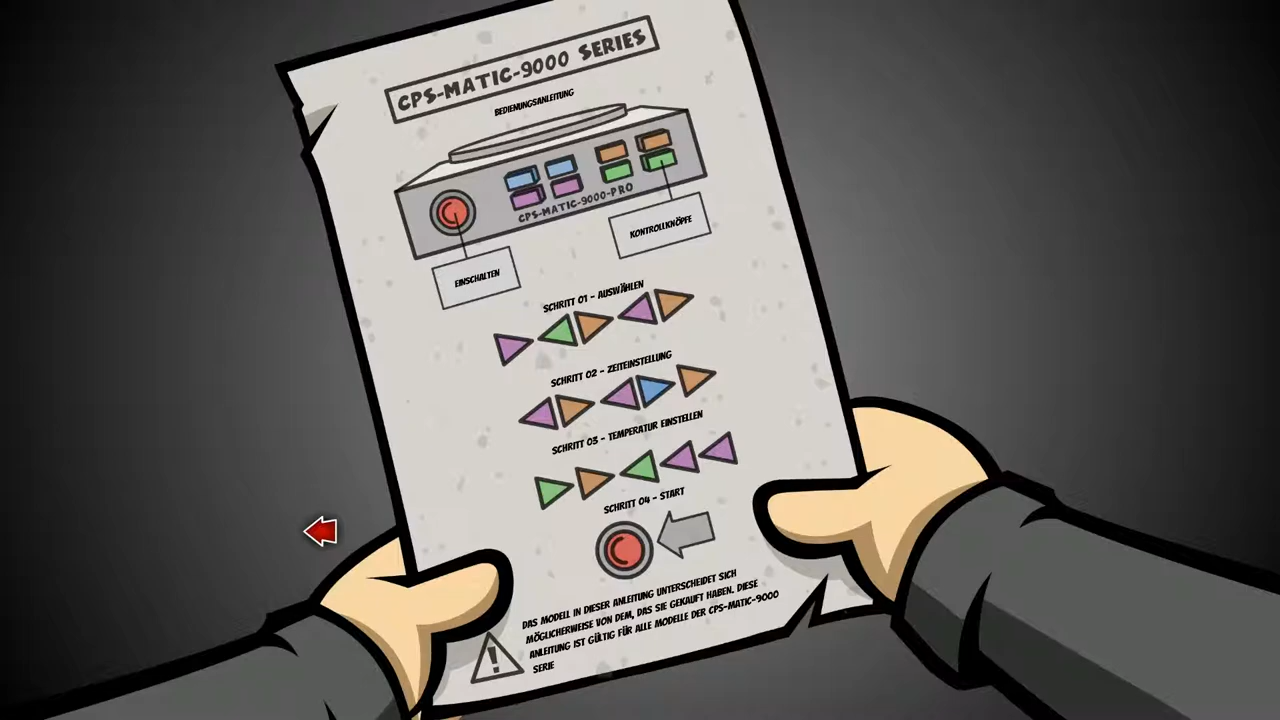 CPS-MATIC-9000 SERIES
BEDIENUNGSANLEITUNG
CPS-MATIC-9000-PRO
EINSCHALTEN
KONTROLLKNÖPFE
SCHRITT 01 - AUSWÄHLEN
SCHRITT 02 - ZEITEINSTELLUNG
SCHRITT 03 - TEMPERATUR EINSTELLEN
SCHRITT 04 - START
DAS MODELL IN DIESER ANLEITUNG UNTERSCHEIDET SICH
MÖGLICHERWEISE VON DEM, DAS SIE GEKAUFT HABEN. DIESE
ANLEITUNG IST GÜLTIG FÜR ALLE MODELLE DER CPS-MATIC-9000
SERIE
!